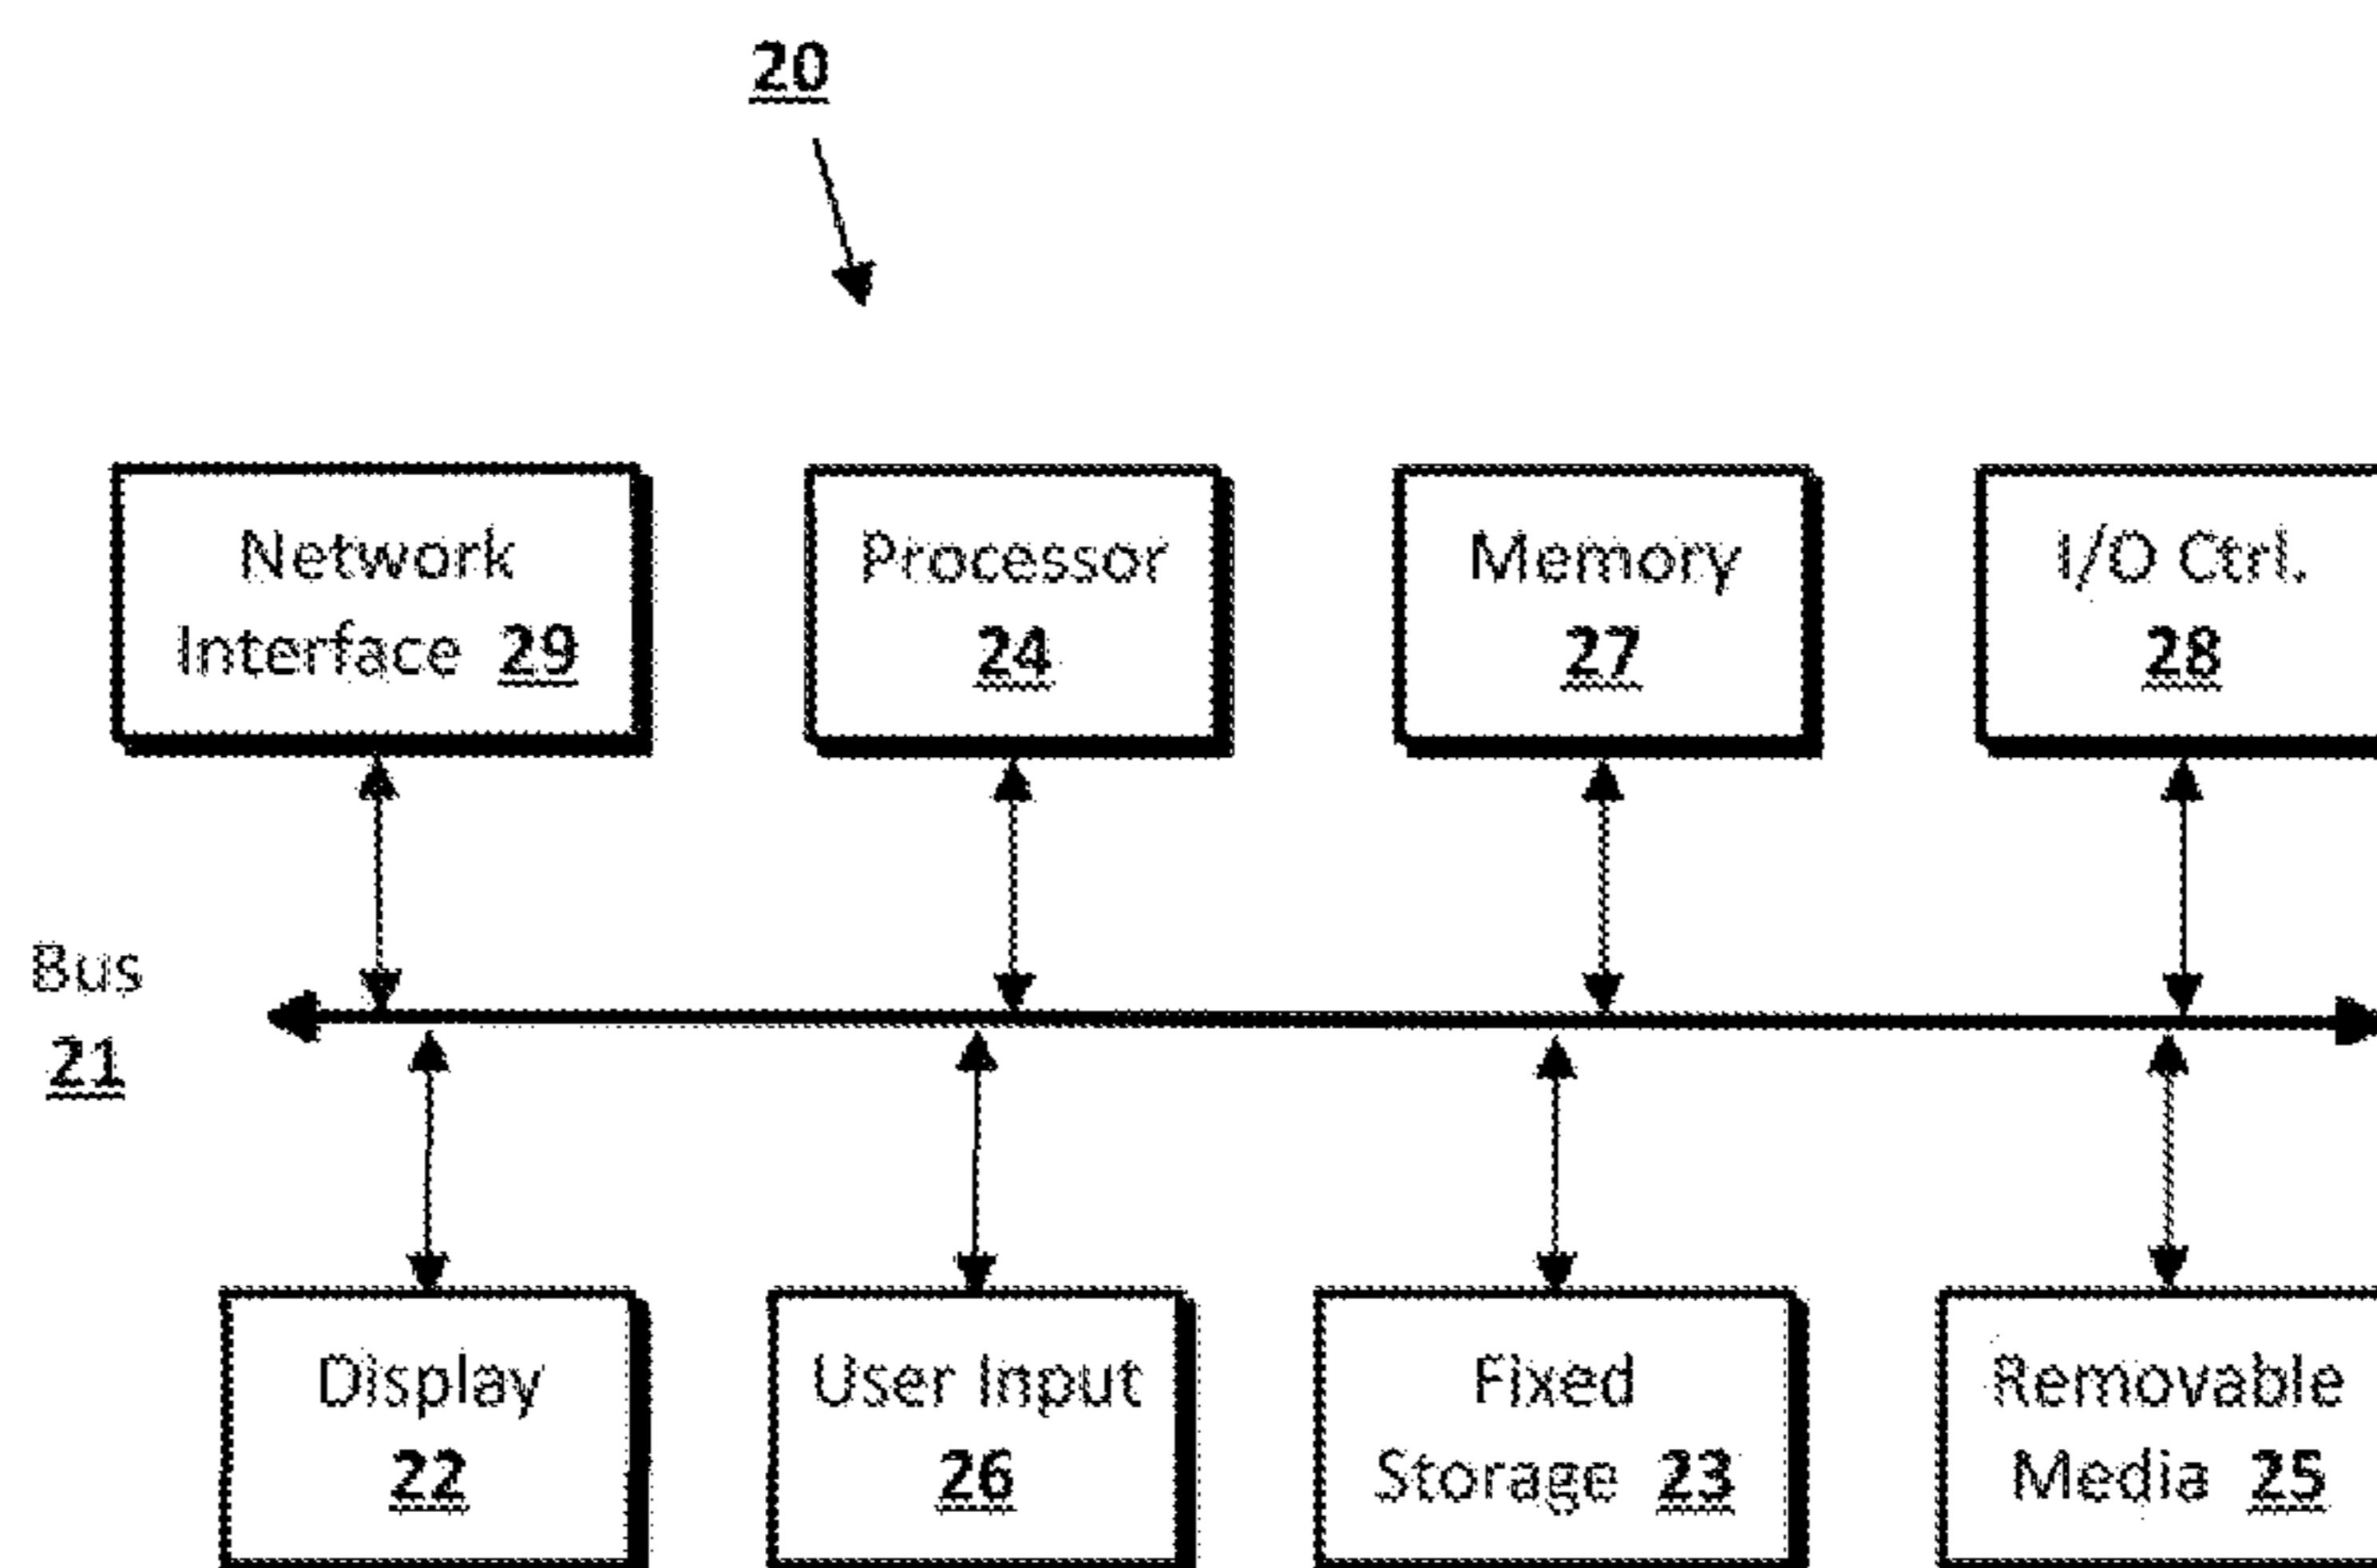 20
Network
Interface 29
Processor
24
Memory
27
I/O Ctrl.
28
Bus
21
Display
22
User Input
26
Fixed
Storage 23
Removable
Media 25